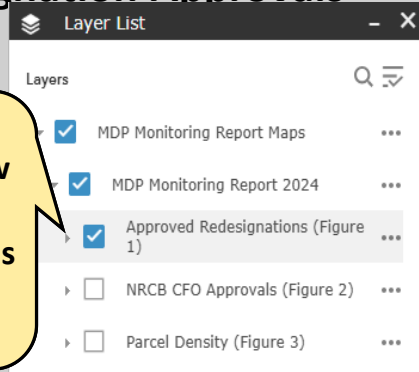 Approvals
Layer List
Layers
MDP Monitoring Report Maps
MDP Monitoring Report 2024
Approved Redesignations (Figure
1)
NRCB CFO Approvals (Figure 2)
Parcel Density (Figure 3)